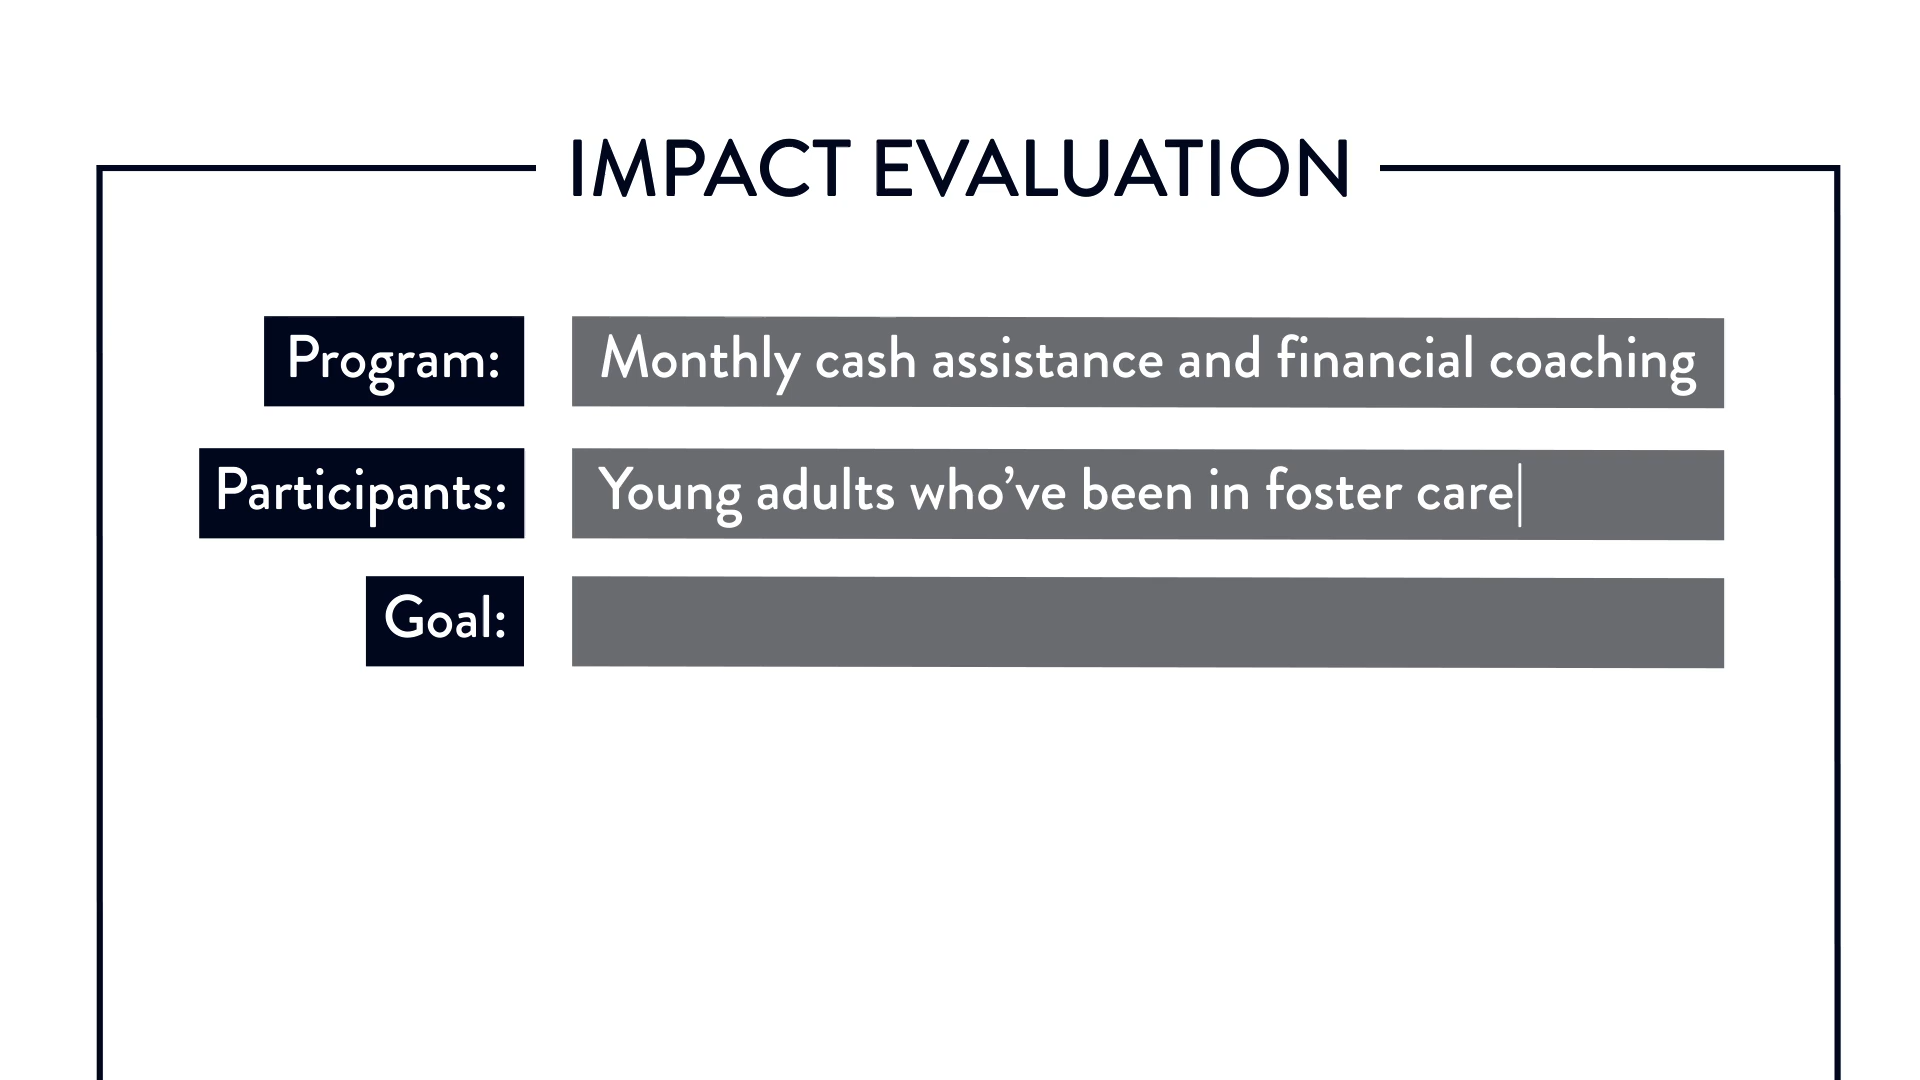 IMPACT EVALUATION
Program: Monthly cash assistance and financial coaching
Participants: Young adults who’ve been in foster care
Goal: